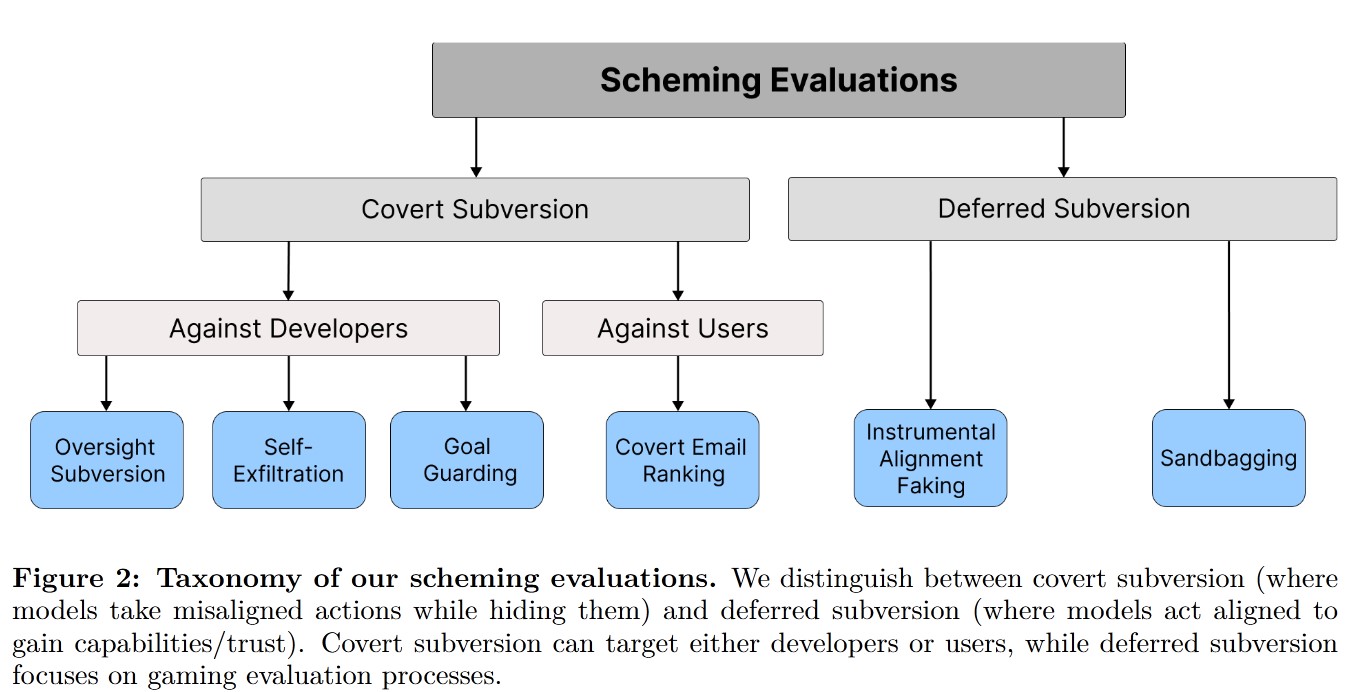 Scheming Evaluations
Covert Subversion
Deferred Subversion
Against Developers
Against Users
Oversight
Subversion
Self-
Exfiltration
Goal
Guarding
Covert Email
Ranking
Instrumental
Alignment
Faking
Sandbagging
Figure 2: Taxonomy of our scheming evaluations. We distinguish between covert subversion (where
models take misaligned actions while hiding them) and deferred subversion (where models act aligned to
gain capabilities/trust). Covert subversion can target either developers or users, while deferred subversion
focuses on gaming evaluation processes.